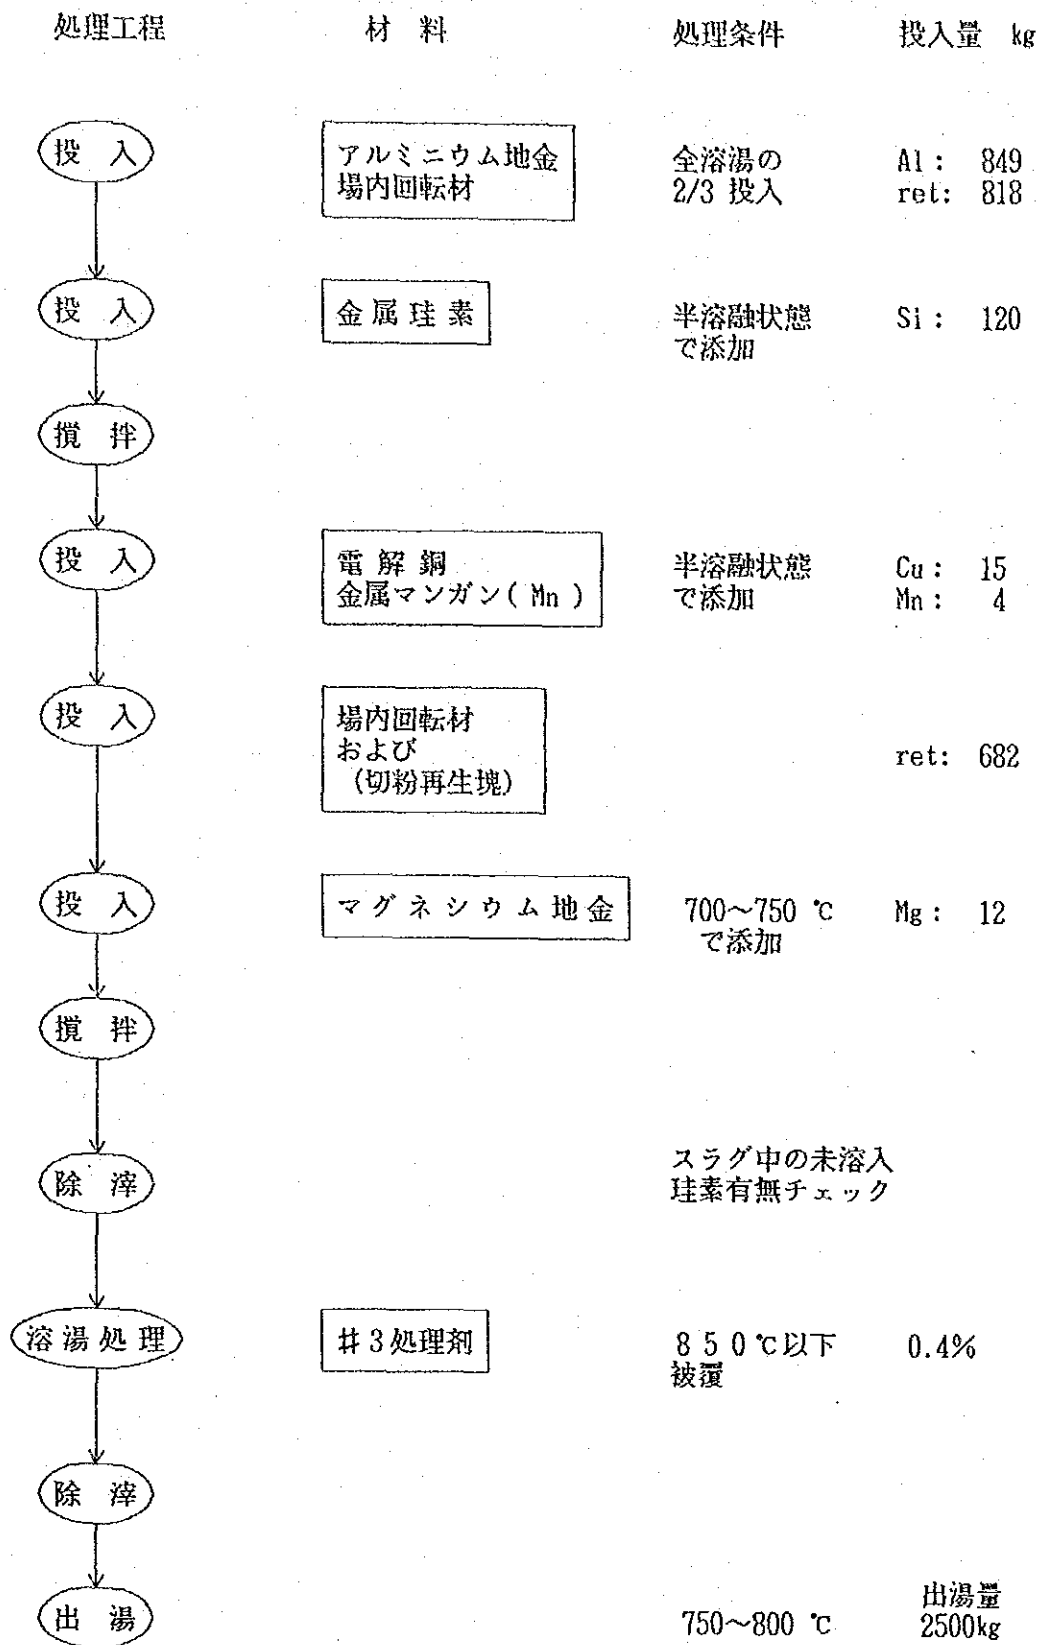 処理工程 材料 処理条件 投入量 kg
投入 アルミニウム地金 全溶湯の Al: 849
場内回転材 2/3 投入 ret: 818
投入 金属珪素 半溶融状態 Si: 120
で添加
撹拌
投入 電解銅 半溶融状態 Cu: 15
金属マンガン(Mn) で添加 Mn: 4
投入 場内回転材
および ret: 682
(切粉再生塊)
投入 マグネシウム地金 700~750 ℃ Mg: 12
で添加
撹拌
スラグ中の未溶入
除滓 珪素有無チェック
溶湯処理 #3処理剤 850℃以下 0.4%
被覆
除滓
出湯量
出湯 750~800 ℃ 2500kg